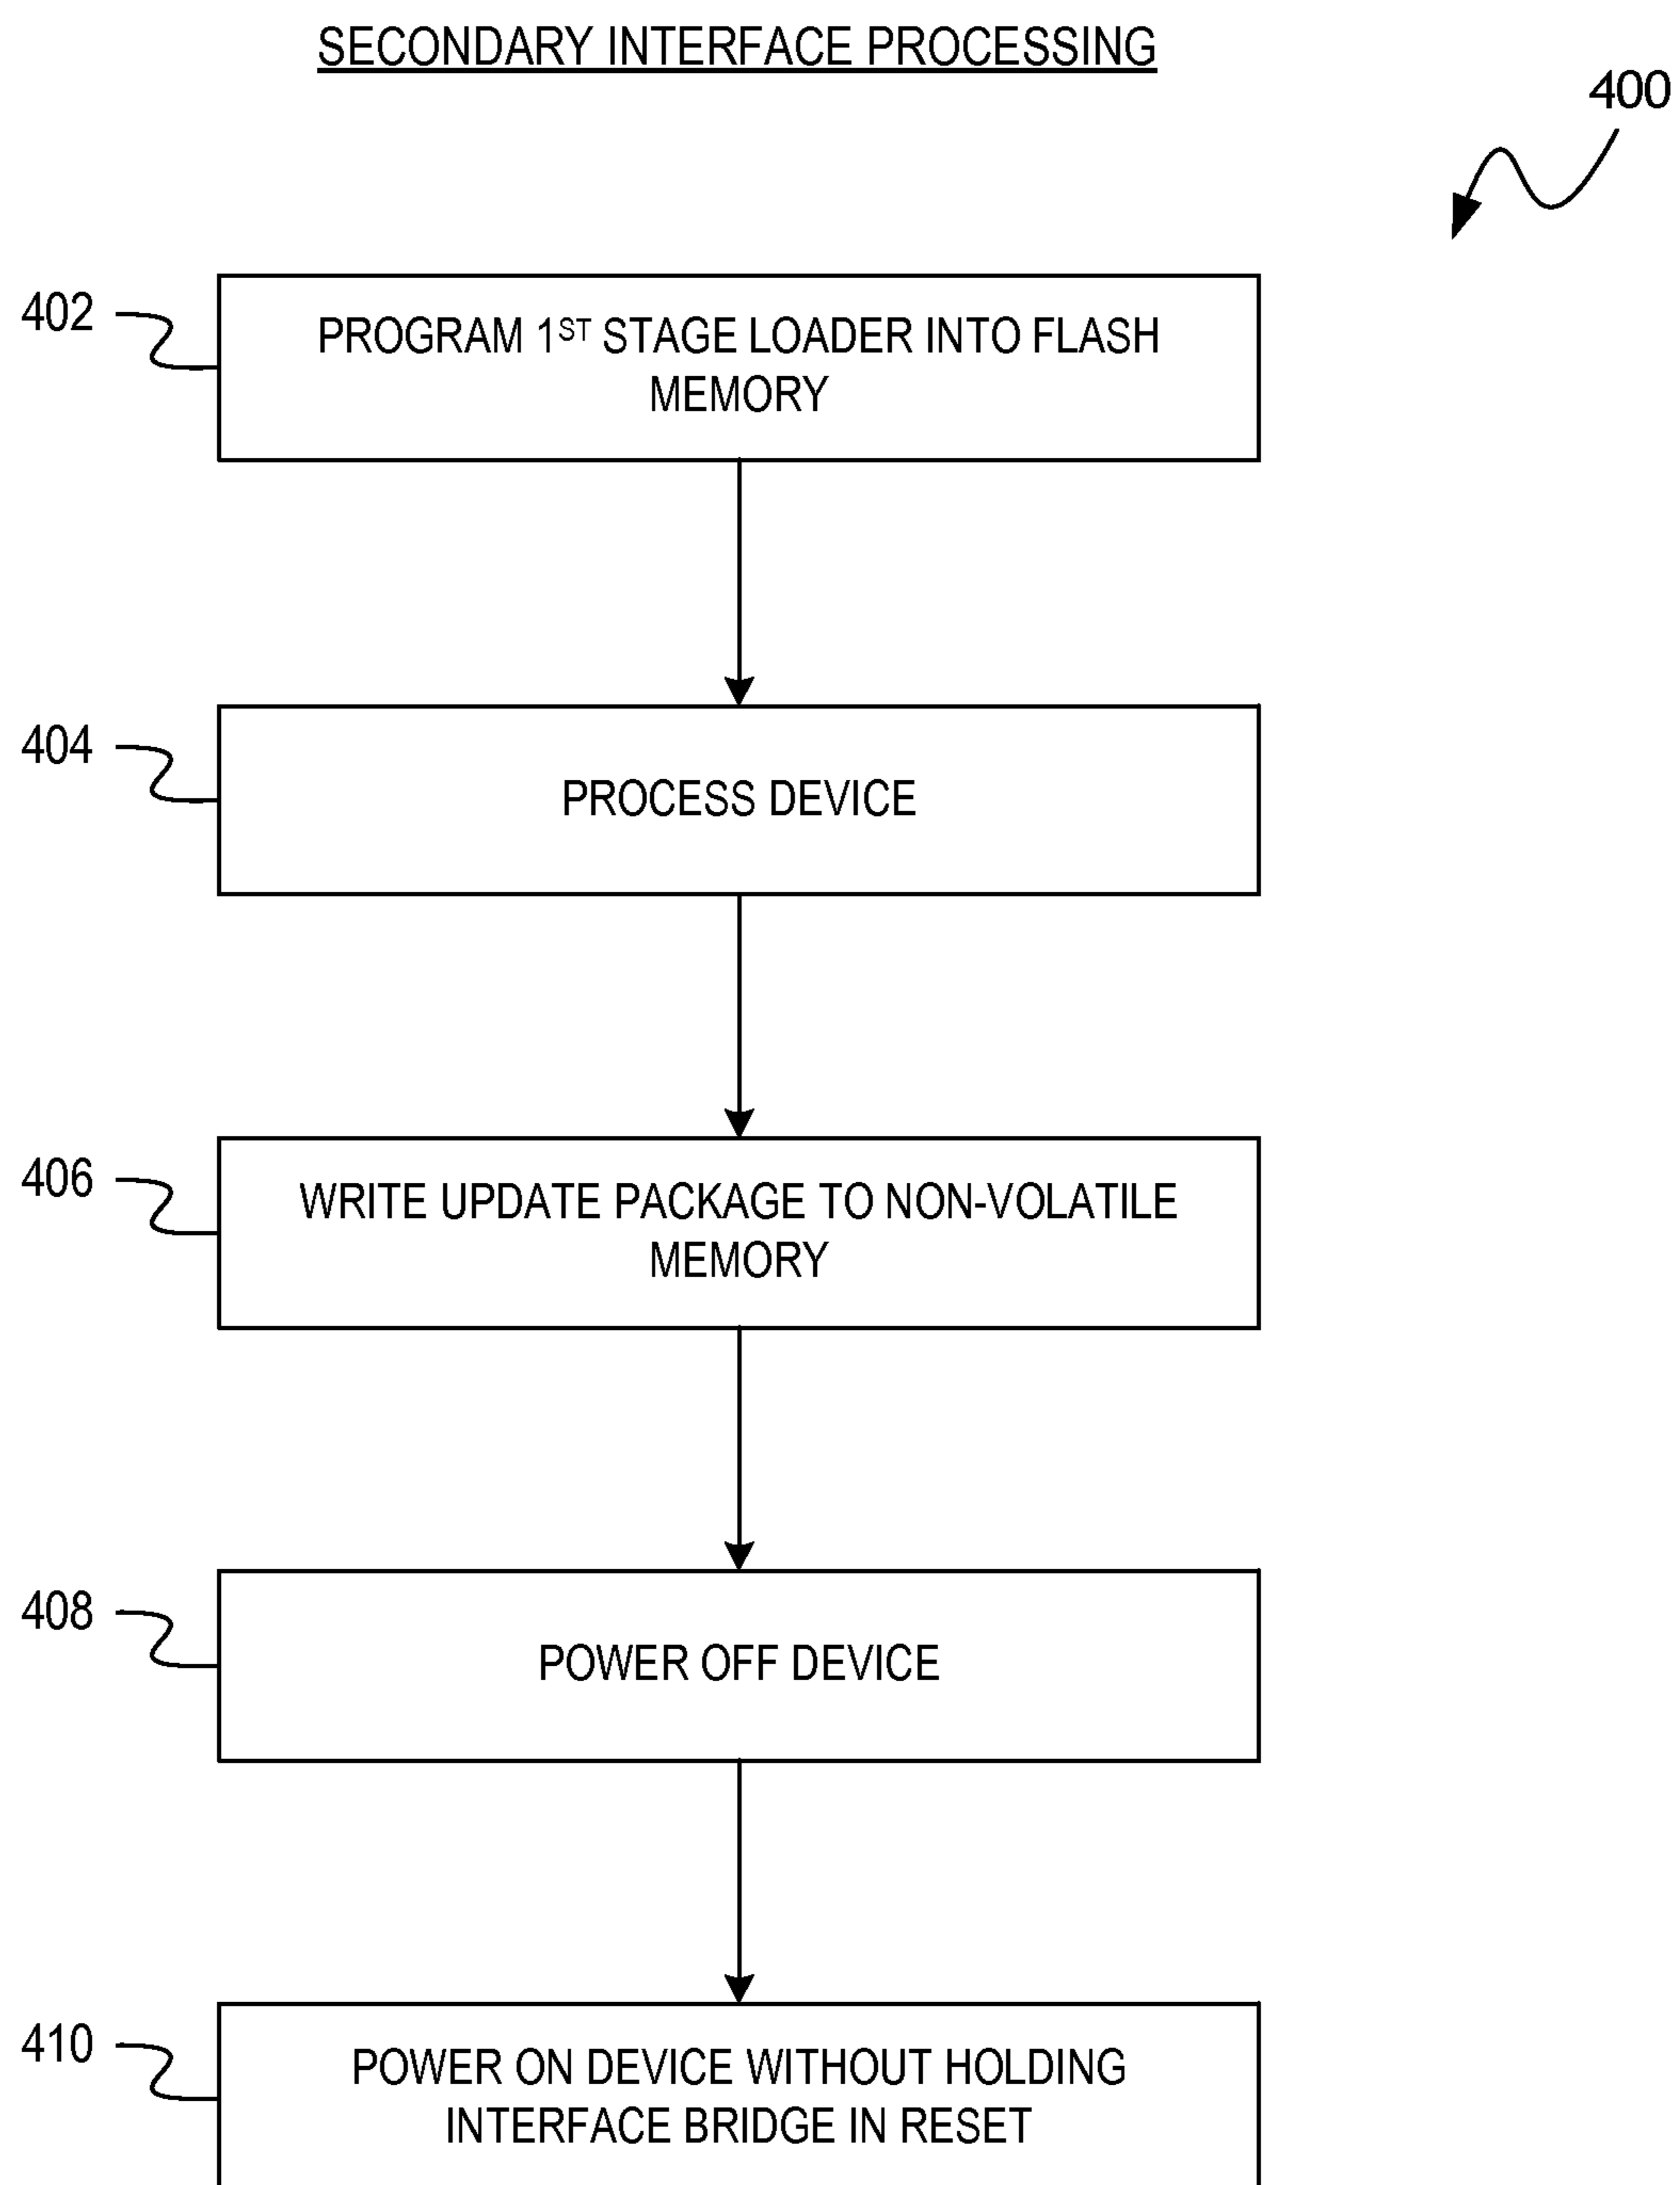 SECONDARY INTERFACE PROCESSING
400
402
PROGRAM 1ST STAGE LOADER INTO FLASH
MEMORY
404
PROCESS DEVICE
406
WRITE UPDATE PACKAGE TO NON-VOLATILE
MEMORY
408
POWER OFF DEVICE
410
POWER ON DEVICE WITHOUT HOLDING
INTERFACE BRIDGE IN RESET